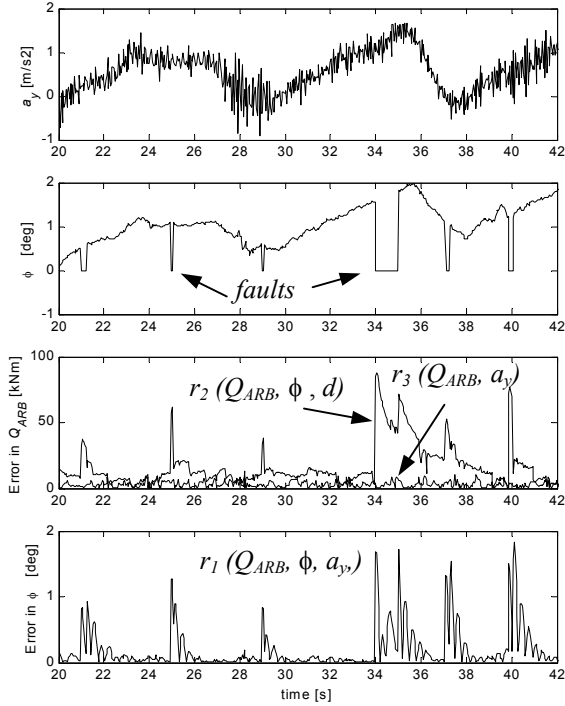 2
1
0
1
a_y [m/s2]
20 22 24 26 28 30 32 34 36 38 40 42
2
1
0
-1
ϕ [deg]
faults
20 22 24 26 28 30 32 34 36 38 40 42
100
50
0
Error in Q_ARB [kNm]
r_2 (Q_ARB, ϕ , d)
r_3 (Q_ARB, a_y)
20 22 24 26 28 30 32 34 36 38 40 42
2
1
0
1
Error in ϕ [deg]
r_1 (Q_ARB, ϕ, a_y,)
20 22 24 26 28 30 32 34 36 38 40 42
time [s]